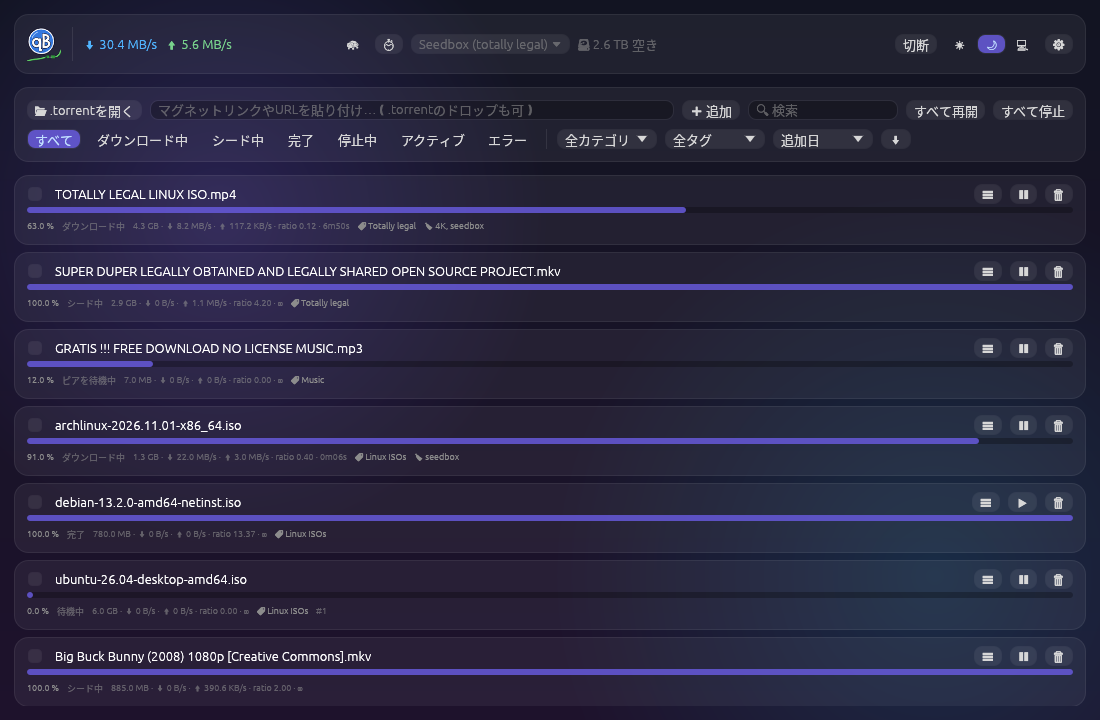 qB 30.4 MB/s 5.6 MB/s Seedbox (totally legal) 2.6 TB 空き 切断
.torrentを開く マグネットリンクやURLを貼り付け… ( .torrentのドロップも可 ) + 追加 検索 すべて再開 すべて停止
すべて ダウンロード中 シード中 完了 停止中 アクティブ エラー 全カテゴリ 全タグ 追加日
TOTALLY LEGAL LINUX ISO.mp4
63.0 % ダウンロード中 4.3 GB · 8.2 MB/s · 117.2 KB/s · ratio 0.12 · 6m50s Totally legal 4K, seedbox
SUPER DUPER LEGALLY OBTAINED AND LEGALLY SHARED OPEN SOURCE PROJECT.mkv
100.0 % シード中 2.9 GB · 0 B/s · 1.1 MB/s · ratio 4.20 · ∞ Totally legal
GRATIS !!! FREE DOWNLOAD NO LICENSE MUSIC.mp3
12.0 % ピアを待機中 7.0 MB · 0 B/s · 0 B/s · ratio 0.00 · ∞ Music
archlinux-2026.11.01-x86_64.iso
91.0 % ダウンロード中 1.3 GB · 22.0 MB/s · 3.0 MB/s · ratio 0.40 · 0m06s Linux ISOs seedbox
debian-13.2.0-amd64-netinst.iso
100.0 % 完了 780.0 MB · 0 B/s · 0 B/s · ratio 13.37 · ∞ Linux ISOs
ubuntu-26.04-desktop-amd64.iso
0.0 % 待機中 6.0 GB · 0 B/s · 0 B/s · ratio 0.00 · ∞ Linux ISOs #1
Big Buck Bunny (2008) 1080p [Creative Commons].mkv
100.0 % シード中 885.0 MB · 0 B/s · 390.6 KB/s · ratio 2.00 · ∞